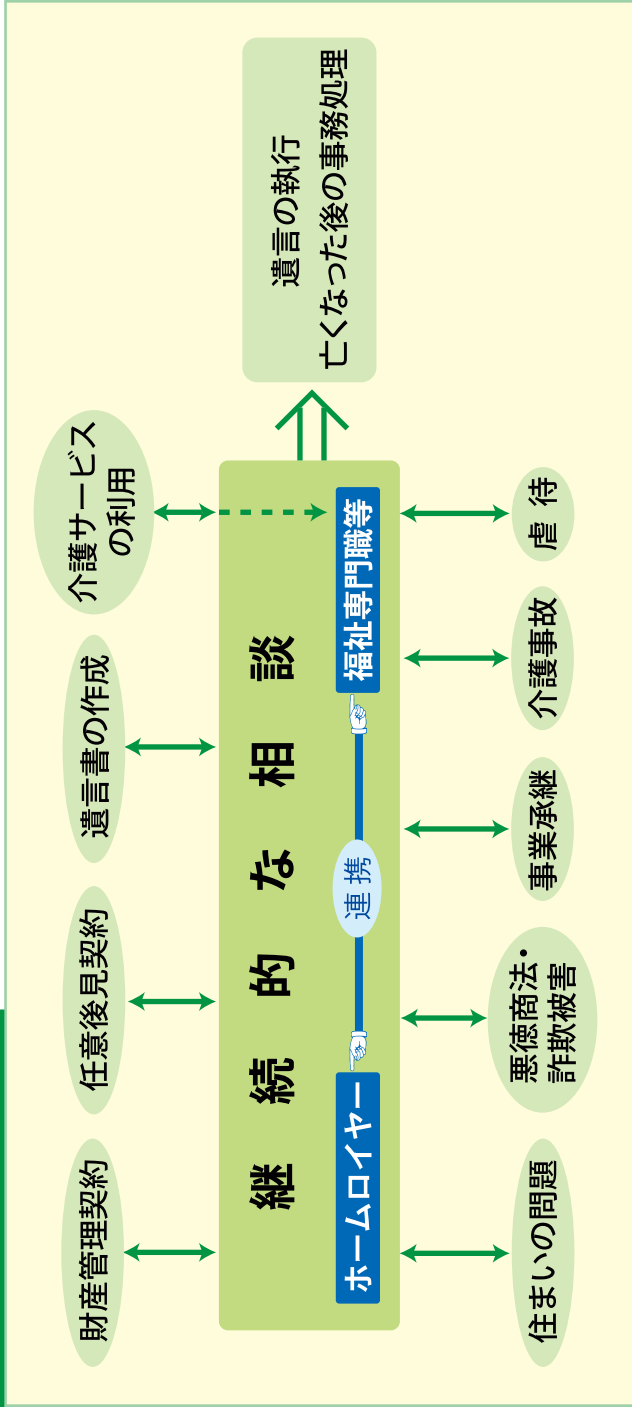 財産管理契約
任意後見契約
遺言書の作成
介護サービス
の利用
継続的な相談
ホームロイヤー
連携
福祉専門職等
遺言の執行
亡くなった後の事務処理
住まいの問題
悪徳商法・
詐欺被害
事業承継
介護事故
虐待